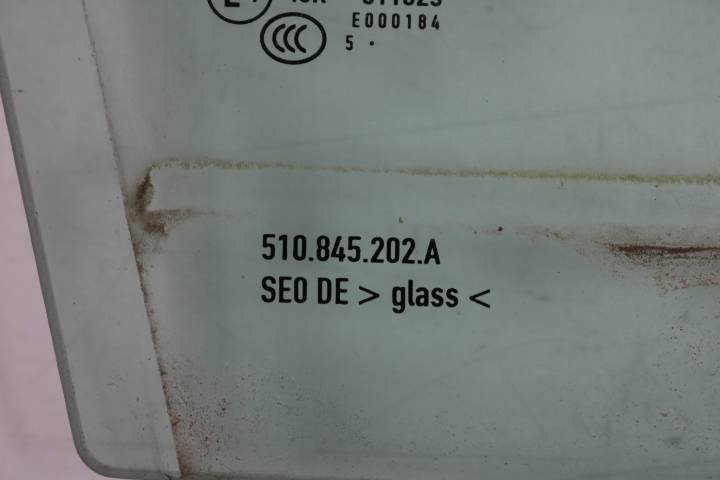 E000184
CCC
5 •
510.845.202.A
SEO DE > glass <